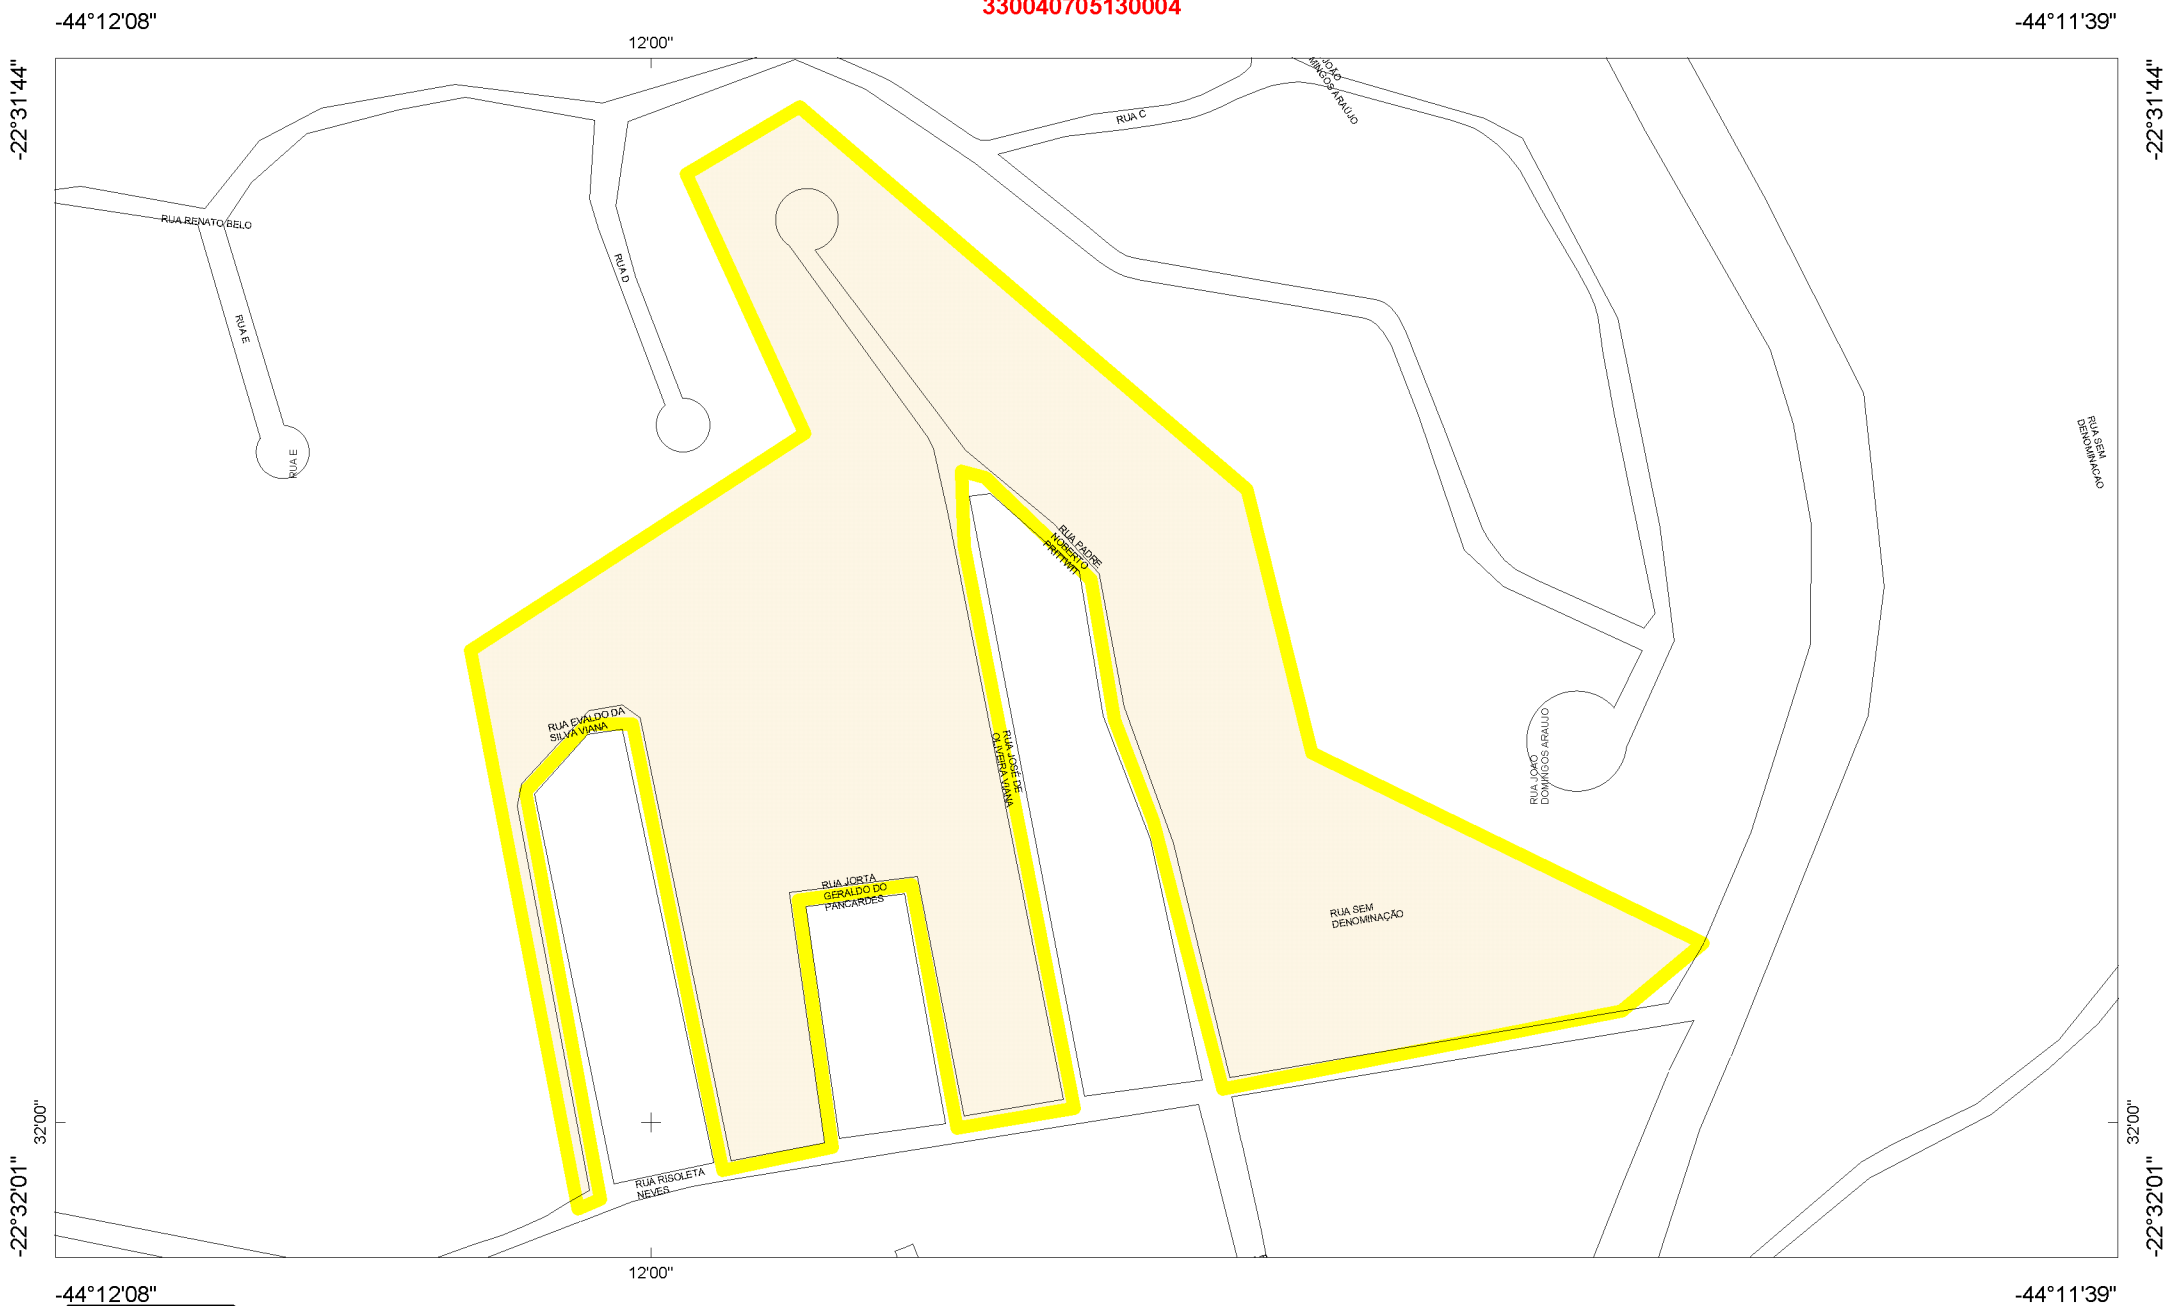 330040705130004
-44°12'08"
-44°11'39"
12'00"
-22°31'44"
-22°31'44"
JOÃO
MINGOS ARAÚJO
RUA C
RUA RENATO BELO
RUA D
RUA E
RUA E
RUA SEM
DENOMINACAO
RUA PADRE
NOBERTO
PRITTWIT
RUA EVALDO DA
SILVA VIANA
RUA JOSÉ DE
OLIVEIRA VIANA
RUA JOAO
DOMINGOS ARAUJO
RUA JORTA
GERALDO DO
PANCARDES
RUA SEM
DENOMINAÇÃO
32'00"
32'00"
RUA RISOLETA
NEVES
-22°32'01"
-22°32'01"
12'00"
-44°12'08"
-44°11'39"